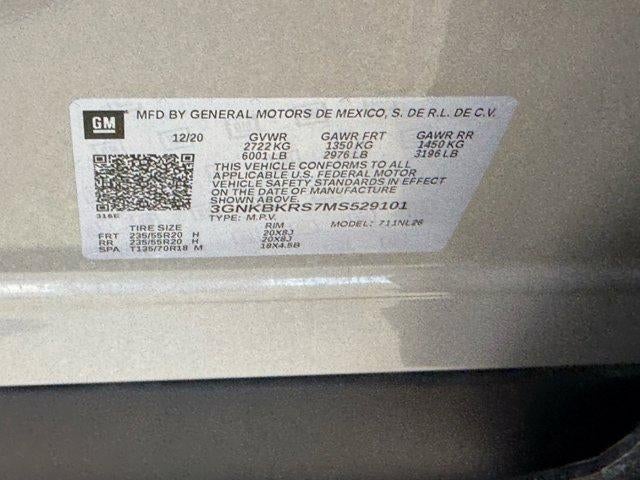 GM MFD BY GENERAL MOTORS DE MEXICO, S. DE R.L. DE C.V.
12/20 GVWR GAWR FRT GAWR RR
2722 KG 1350 KG 1450 KG
6001 LB 2976 LB 3196 LB
THIS VEHICLE CONFORMS TO ALL
APPLICABLE FEDERAL MOTOR
VEHICLE SAFETY STANDARDS IN EFFECT
ON THE DATE OF MANUFACTURE
SHOWN ABOVE.
3GNKBKRS7MS529101
316E
TYPE: M.P.V. MODEL: 711NL26
TIRE SIZE RIM
FRT 235/55R20 H 20X8J
RR 235/55R20 H 20X8J
SPA T135/70R18 M 18X4.5B